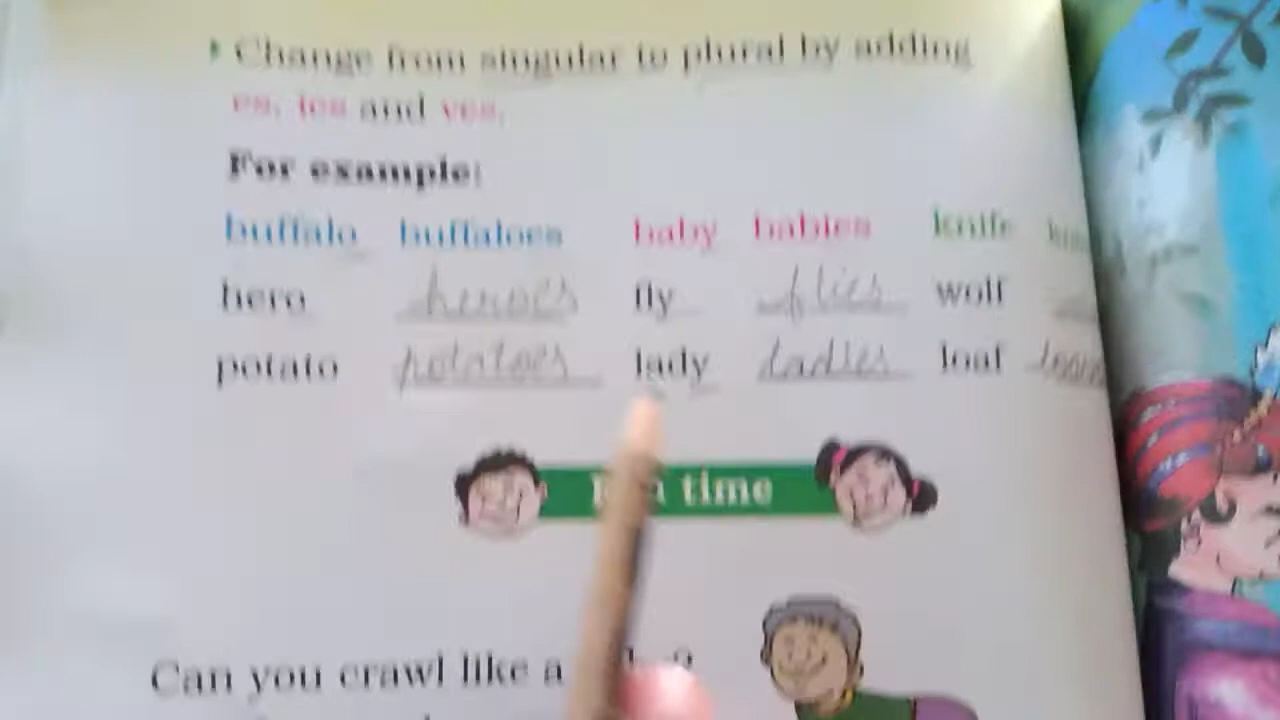 Change from singular to plural by adding
es, ies and ves.
For example:
buffalo buffaloes baby babies knife
hero heroes fly flies wolf
potato potatoes lady ladies loaf
time
Can you crawl like a